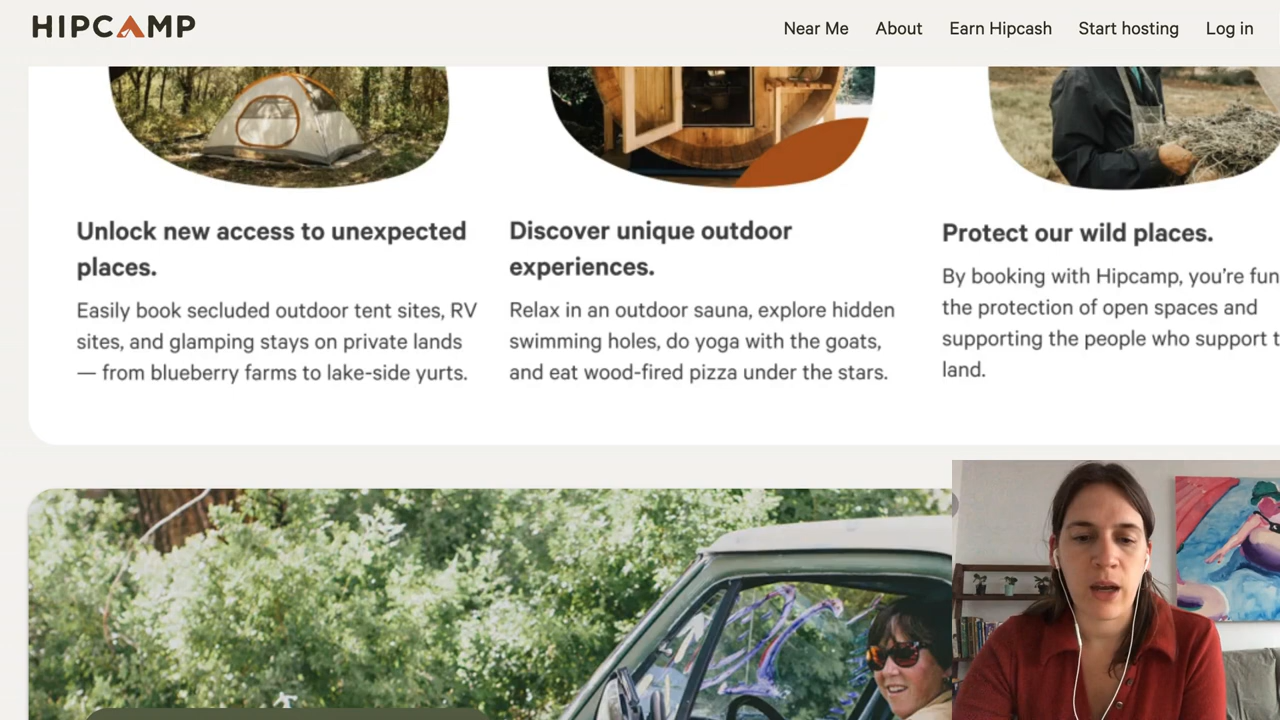 HIPCAMP
Near Me
About
Earn Hipcash
Start hosting
Log in
Unlock new access to unexpected
places.
Easily book secluded outdoor tent sites, RV
sites, and glamping stays on private lands
— from blueberry farms to lake-side yurts.
Discover unique outdoor
experiences.
Relax in an outdoor sauna, explore hidden
swimming holes, do yoga with the goats,
and eat wood-fired pizza under the stars.
Protect our wild places.
By booking with Hipcamp, you’re fun
the protection of open spaces and
supporting the people who support t
land.